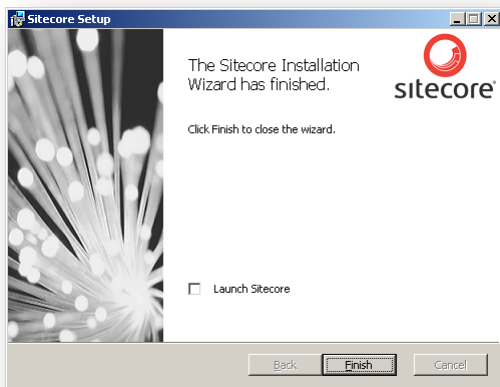 Sitecore Setup
The Sitecore Installation
Wizard has finished.
sitecore
Click Finish to close the wizard.
Launch Sitecore
Back
Finish
Cancel